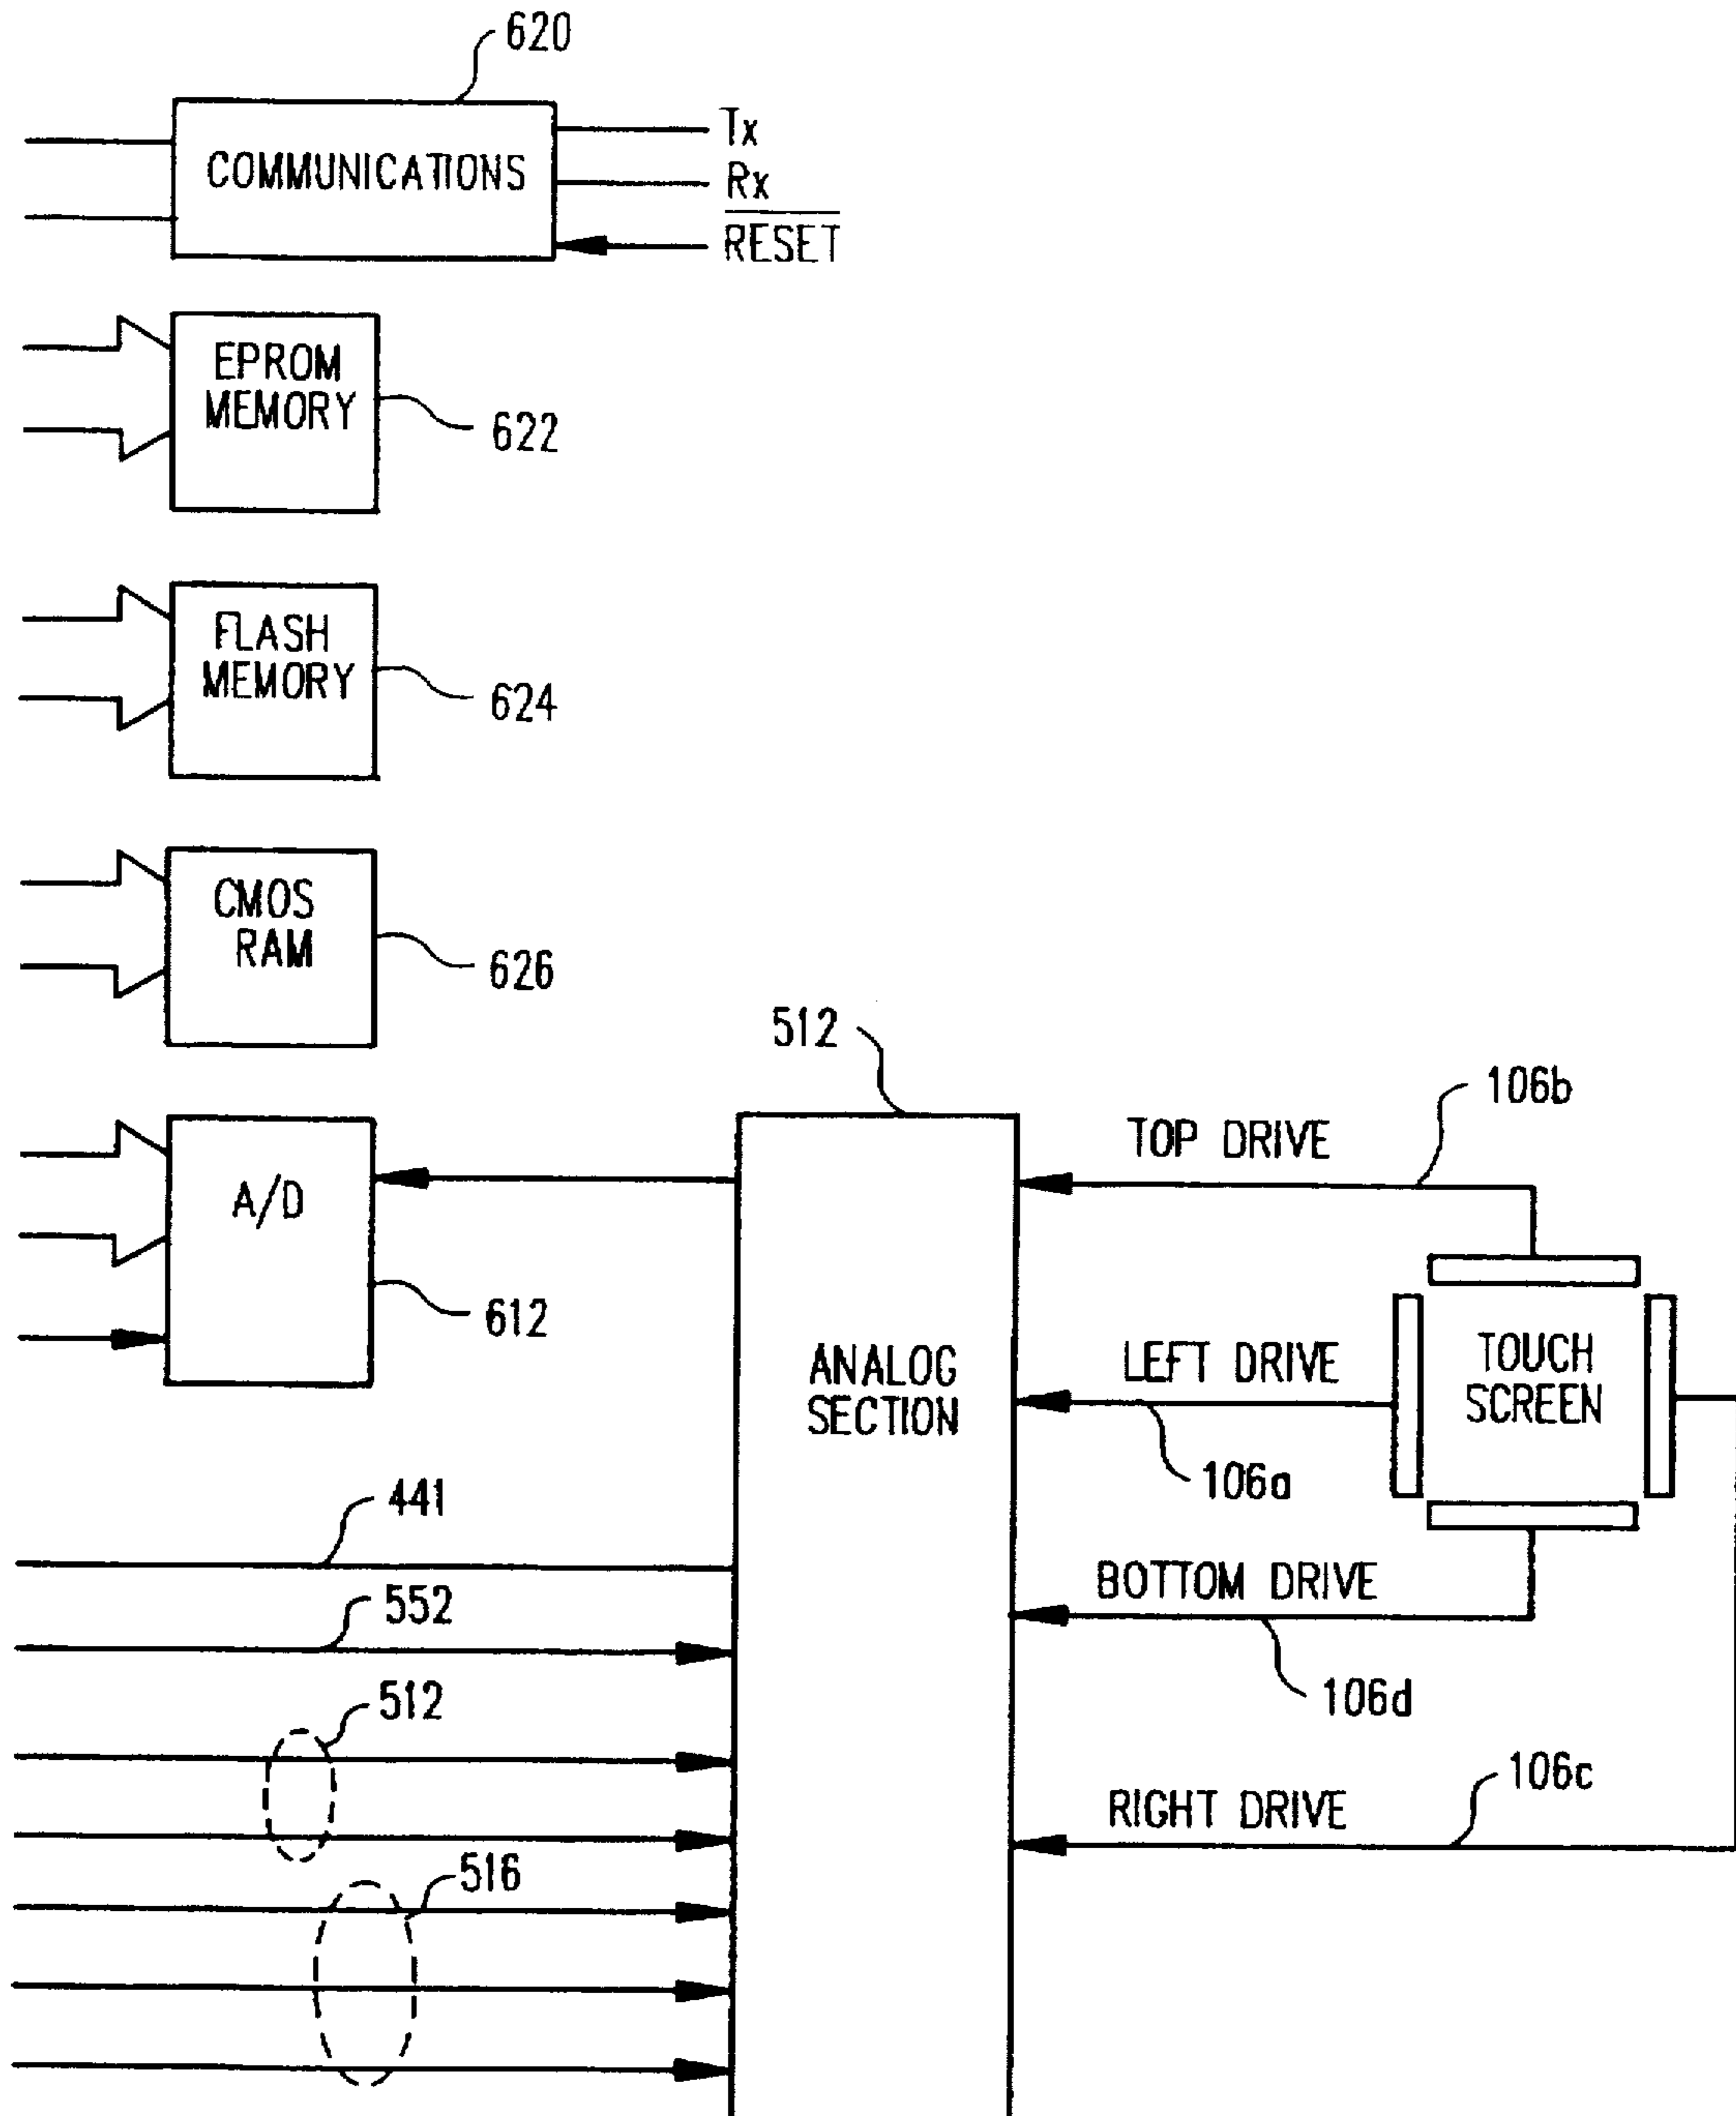 620
COMMUNICATIONS
Tx
Rx
RESET
EPROM
MEMORY
622
FLASH
MEMORY
624
CMOS
RAM
626
512
106b
TOP DRIVE
A/D
612
ANALOG
SECTION
LEFT DRIVE
TOUCH
SCREEN
106a
441
BOTTOM DRIVE
552
106d
512
106c
RIGHT DRIVE
516